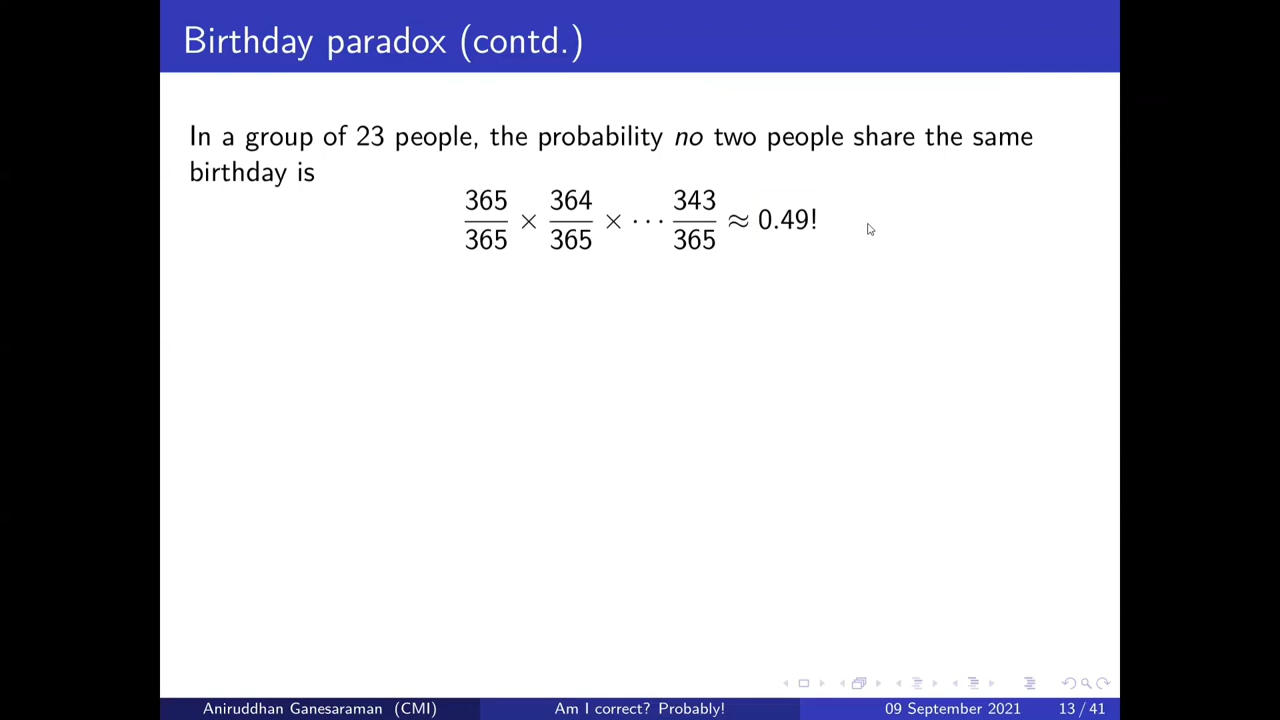 Birthday paradox (contd.)
In a group of 23 people, the probability no two people share the same
birthday is
365/365 × 364/365 × ⋯ 343/365 ≈ 0.49!
Aniruddhan Ganesaraman (CMI) Am I correct? Probably! 09 September 2021 13 / 41